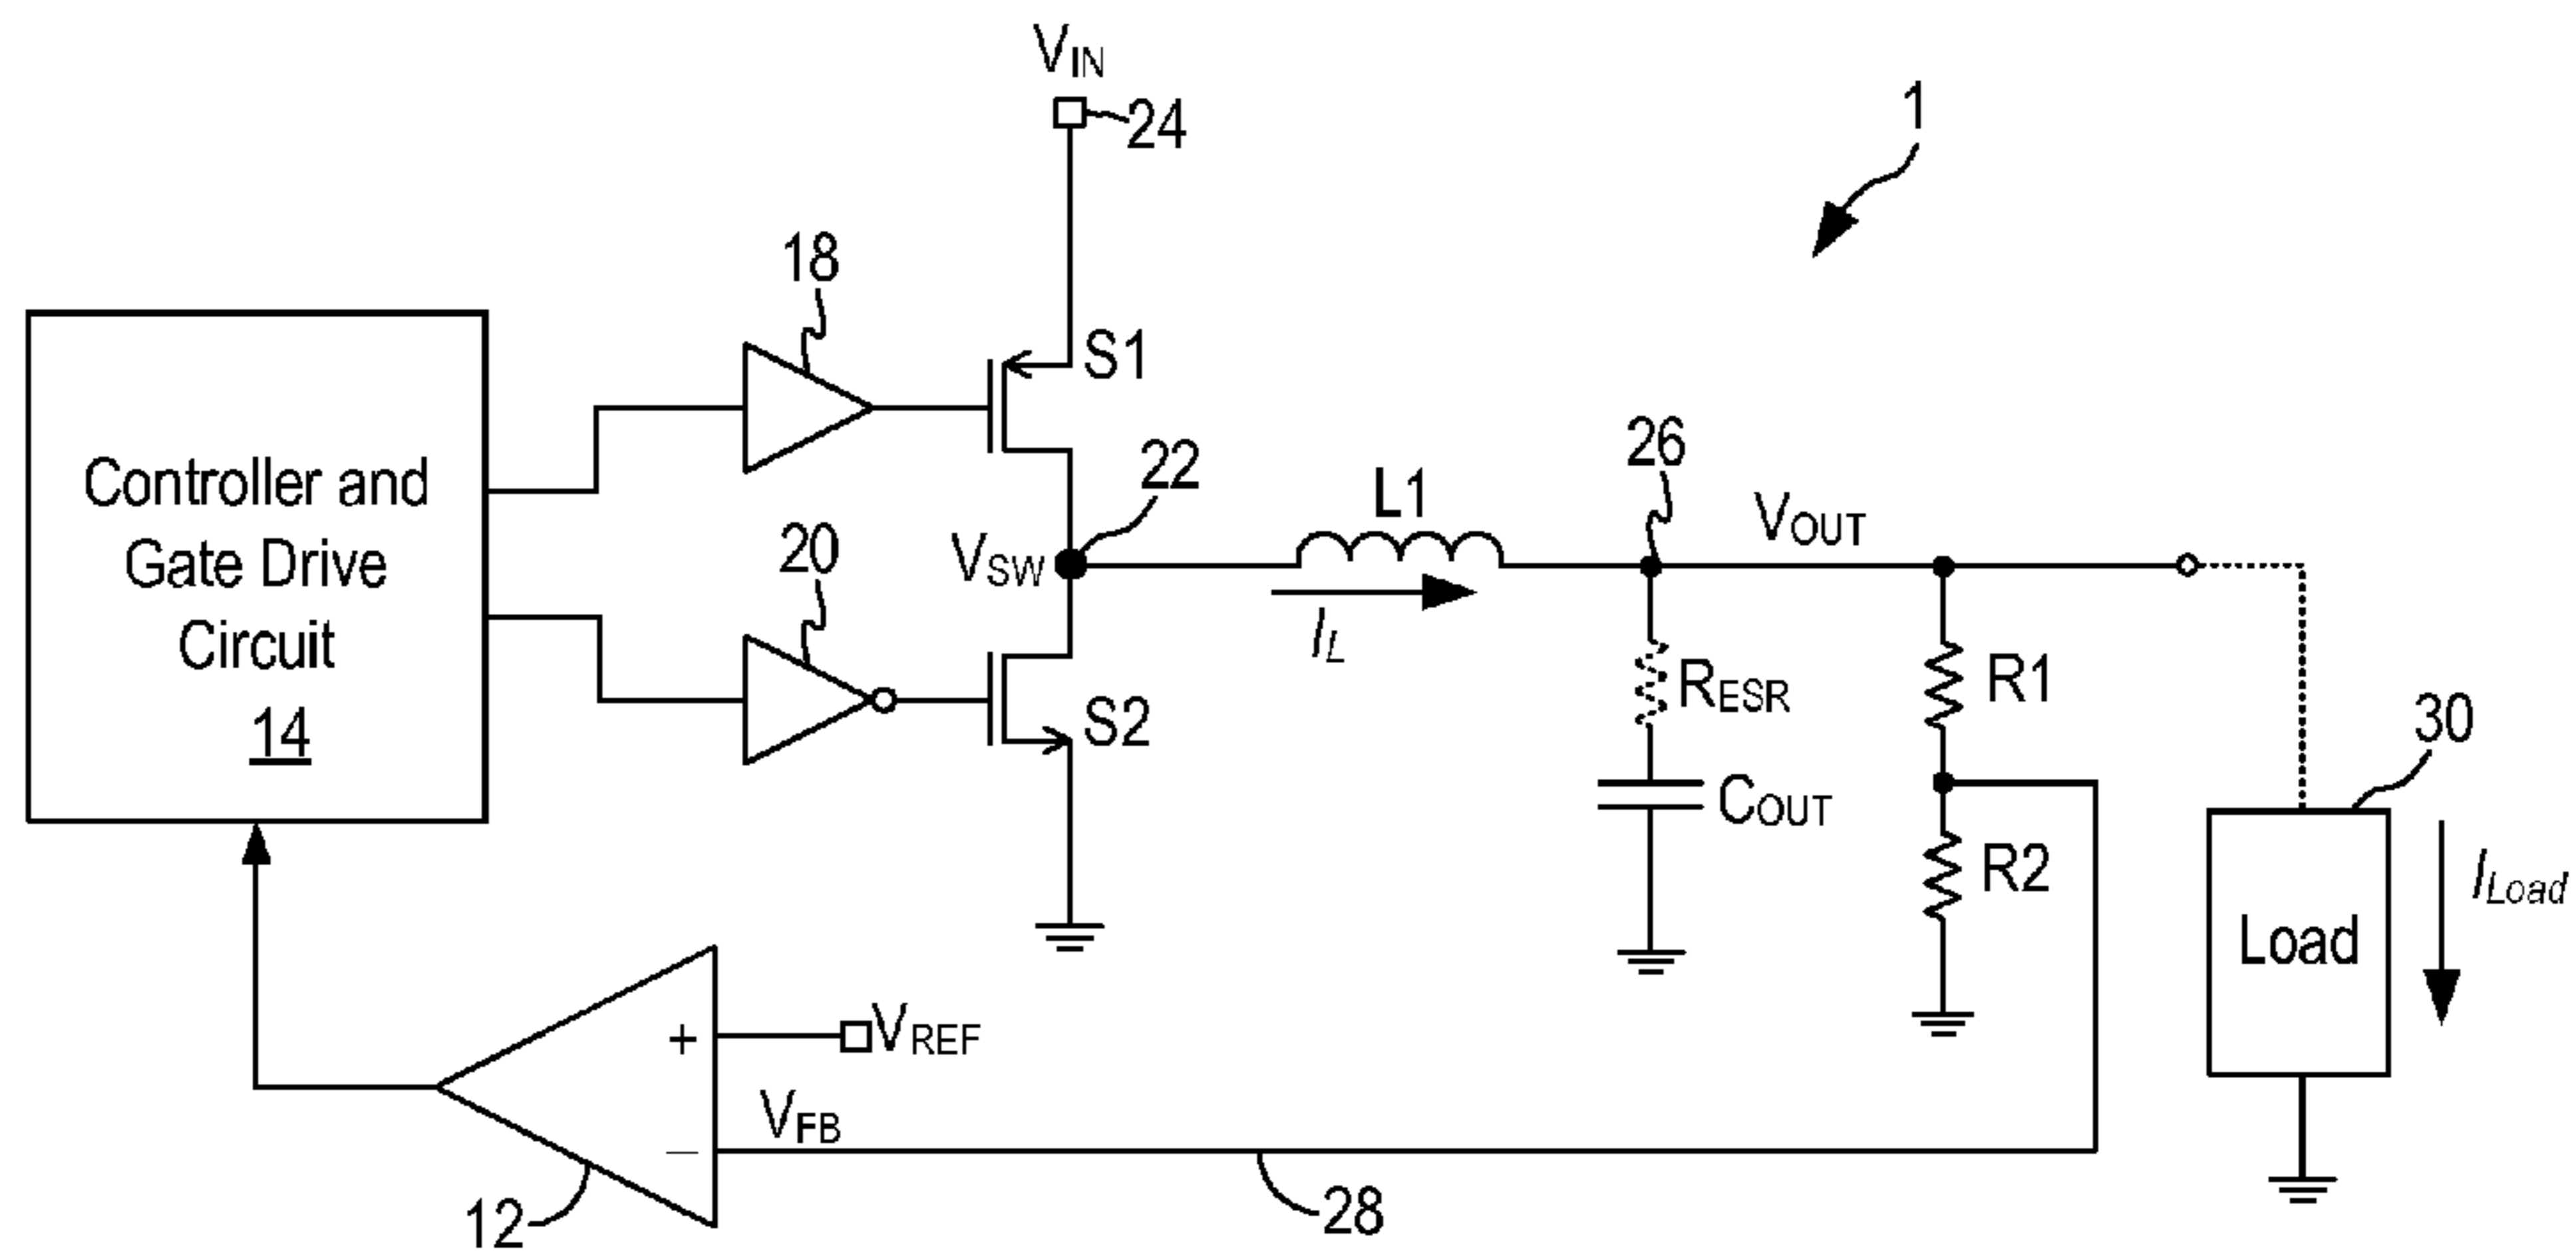 VIN
24
1
18
S1
Controller and
Gate Drive
Circuit
14
20
VSW
22
L1
IL
26
VOUT
S2
RESR
COUT
R1
R2
30
Load
ILoad
+
VREF
VFB
−
12
28